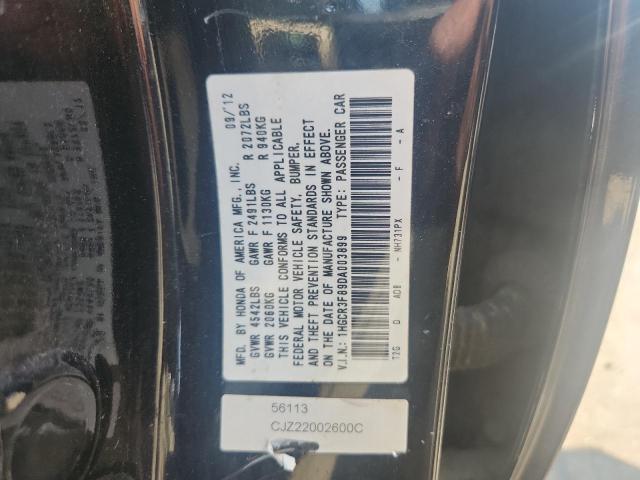 MFD. BY HONDA OF AMERICA MFG., INC. 09/12
GVWR 4542LBS GAWR F 2491LBS R 2072LBS
GVWR 2060KG GAWR F 1130KG R 940KG
THIS VEHICLE CONFORMS TO ALL APPLICABLE
FEDERAL MOTOR VEHICLE SAFETY, BUMPER,
AND THEFT PREVENTION STANDARDS IN EFFECT
ON THE DATE OF MANUFACTURE SHOWN ABOVE.
V.I.N.: 1HGCR3F89DA003899 TYPE: PASSENGER CAR
T2G D ADB - NH731PX - F - A
56113
CJZ22002600C